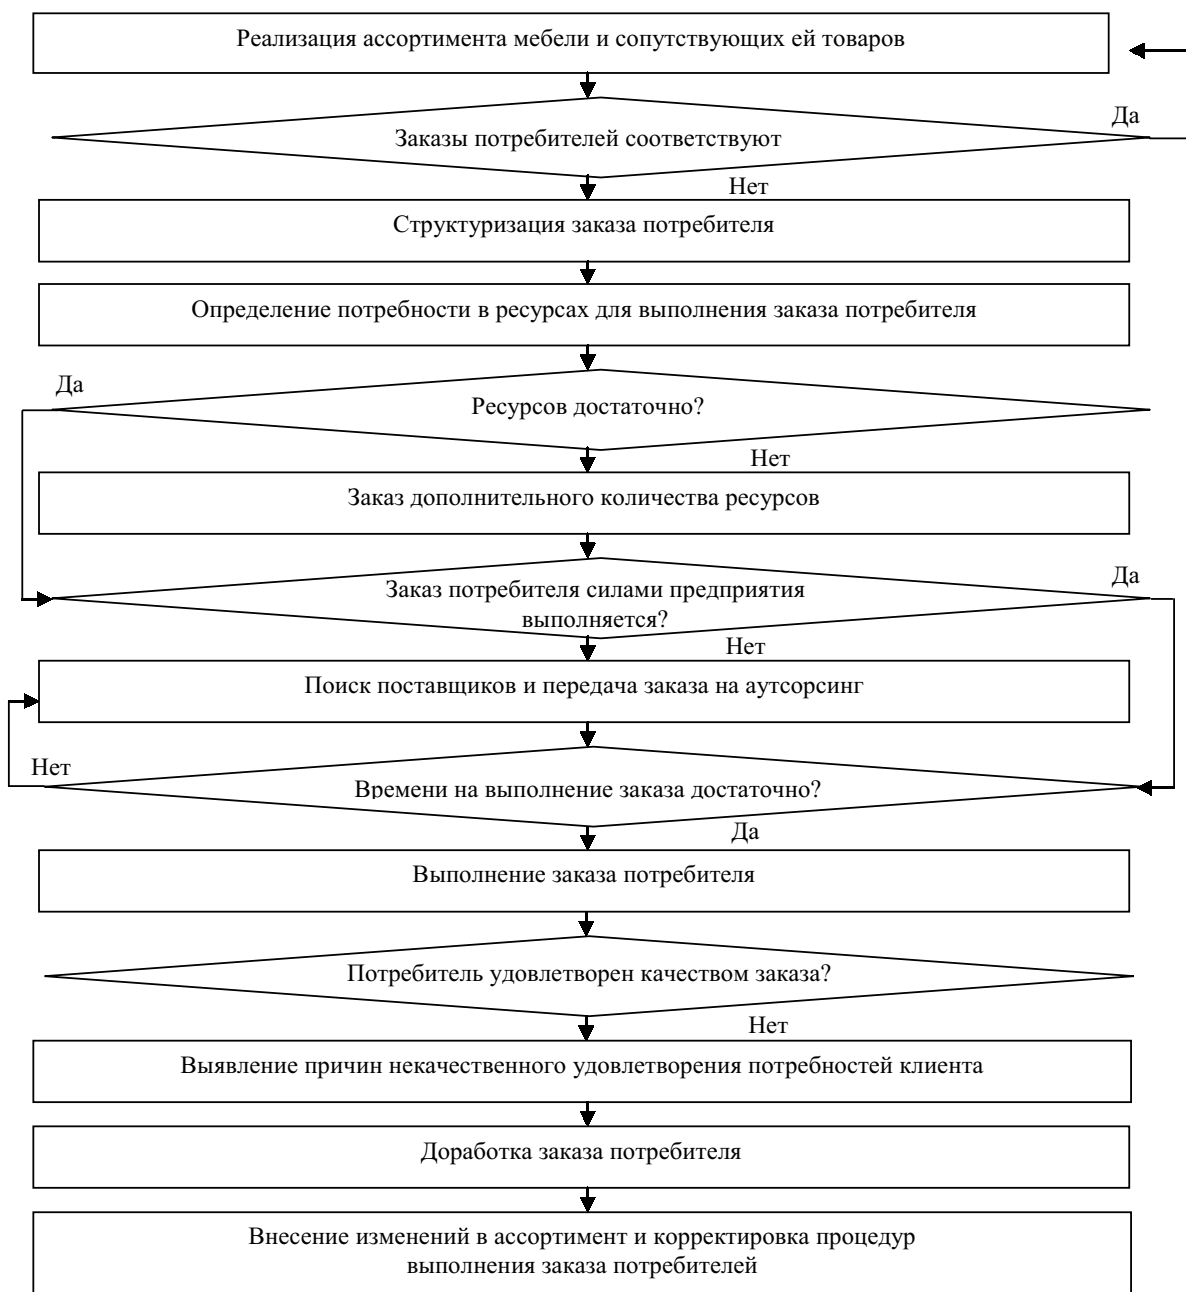 Реализация ассортимента мебели и сопутствующих ей товаров
Да
Заказы потребителей соответствуют
Нет
Структуризация заказа потребителя
Определение потребности в ресурсах для выполнения заказа потребителя
Да
Ресурсов достаточно?
Нет
Заказ дополнительного количества ресурсов
Да
Заказ потребителя силами предприятия
выполняется?
Нет
Поиск поставщиков и передача заказа на аутсорсинг
Нет
Времени на выполнение заказа достаточно?
Да
Выполнение заказа потребителя
Потребитель удовлетворен качеством заказа?
Нет
Выявление причин некачественного удовлетворения потребностей клиента
Доработка заказа потребителя
Внесение изменений в ассортимент и корректировка процедур
выполнения заказа потребителей